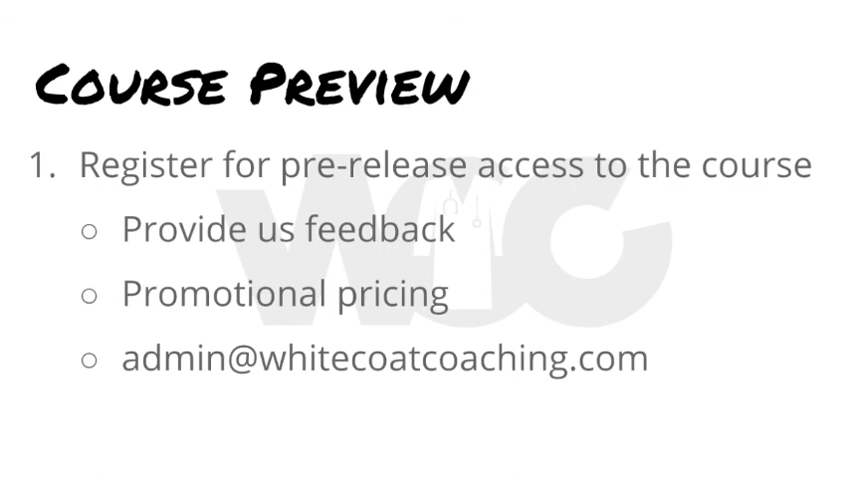 Course Preview
1. Register for pre-release access to the course
○ Provide us feedback
○ Promotional pricing
○ admin@whitecoatcoaching.com
WCC